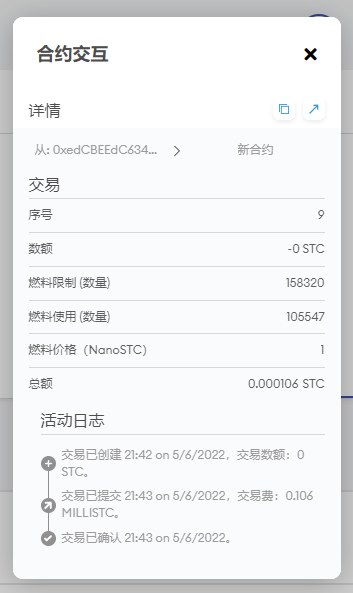 合约交互
详情
从: 0xedCBEEdC634... 新合约
交易
序号 9
数额 -0 STC
燃料限制 (数量) 158320
燃料使用 (数量) 105547
燃料价格（NanoSTC） 1
总额 0.000106 STC
活动日志
交易已创建 21:42 on 5/6/2022，交易数额：0
STC。
交易已提交 21:43 on 5/6/2022，交易费：0.106
MILLISTC。
交易已确认 21:43 on 5/6/2022。